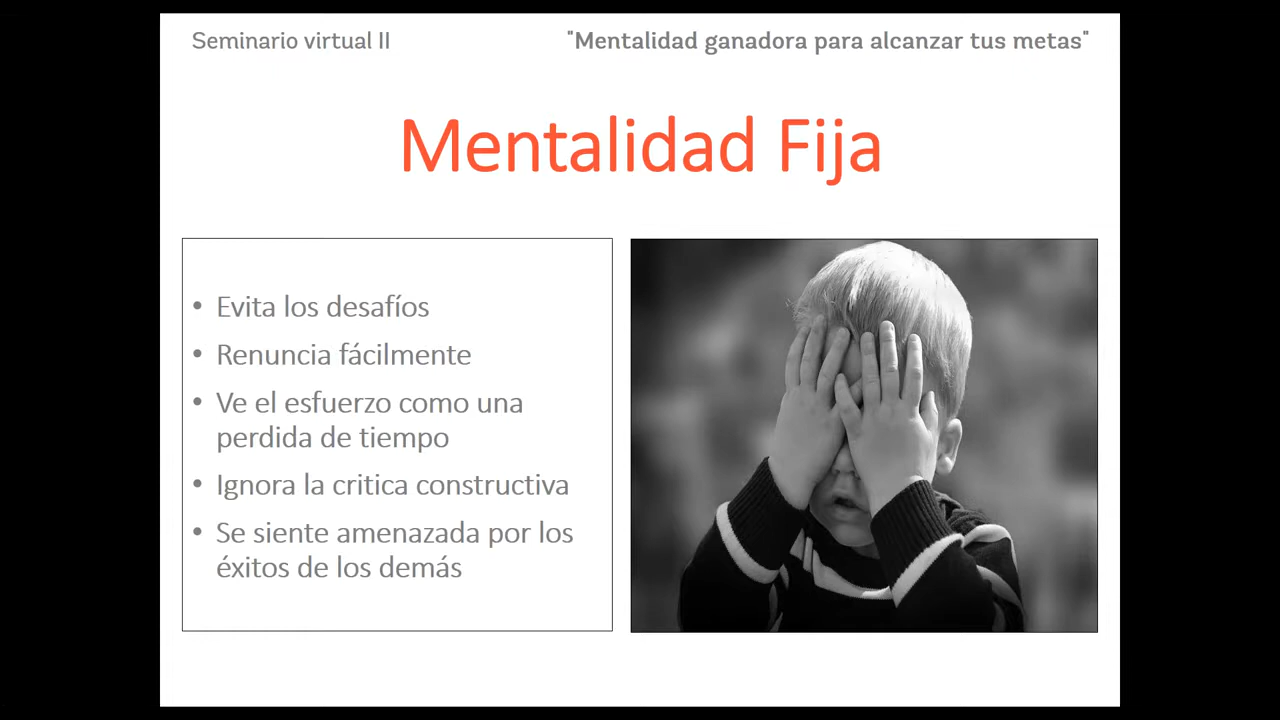 Seminario virtual II
"Mentalidad ganadora para alcanzar tus metas"
Mentalidad Fija
• Evita los desafíos
• Renuncia fácilmente
• Ve el esfuerzo como una
perdida de tiempo
• Ignora la critica constructiva
• Se siente amenazada por los
éxitos de los demás